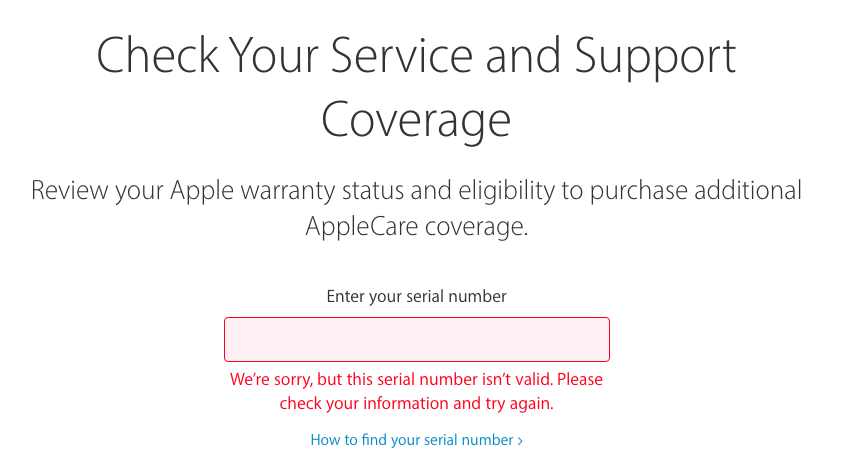 Check Your Service and Support
Coverage
Review your Apple warranty status and eligibility to purchase additional
AppleCare coverage.
Enter your serial number
We’re sorry, but this serial number isn’t valid. Please
check your information and try again.
How to find your serial number ›